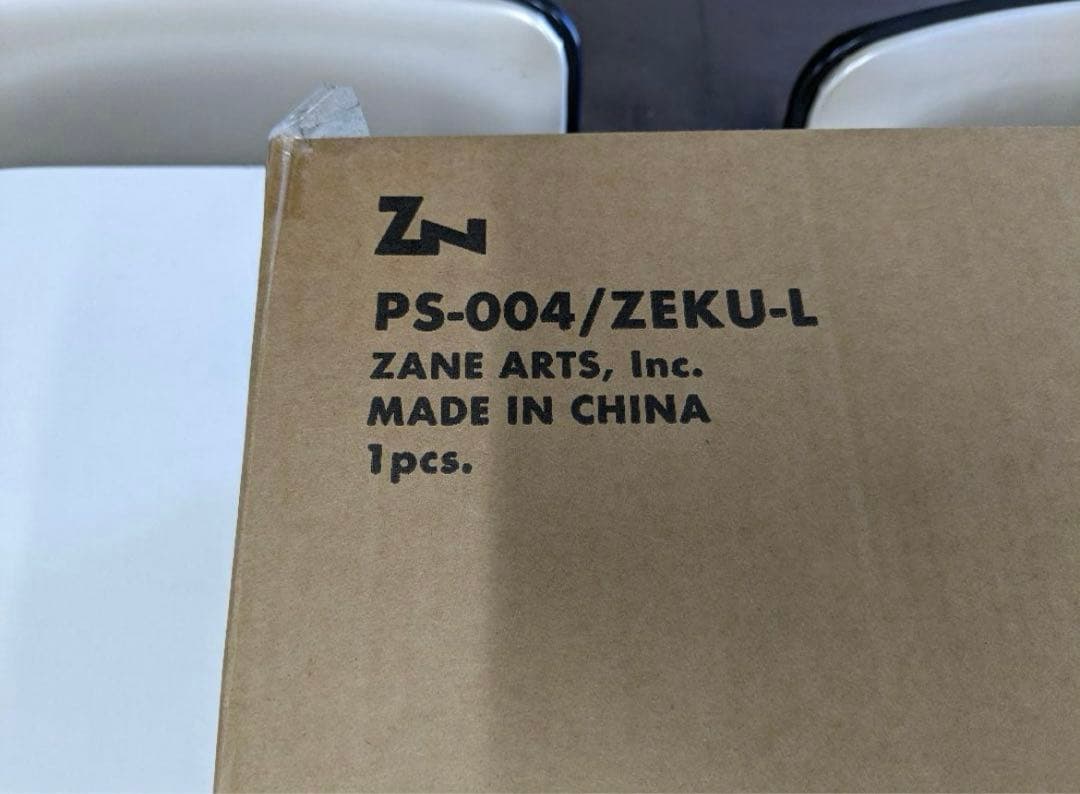 ZN
PS-004/ZEKU-L
ZANE ARTS, Inc.
MADE IN CHINA
1pcs.